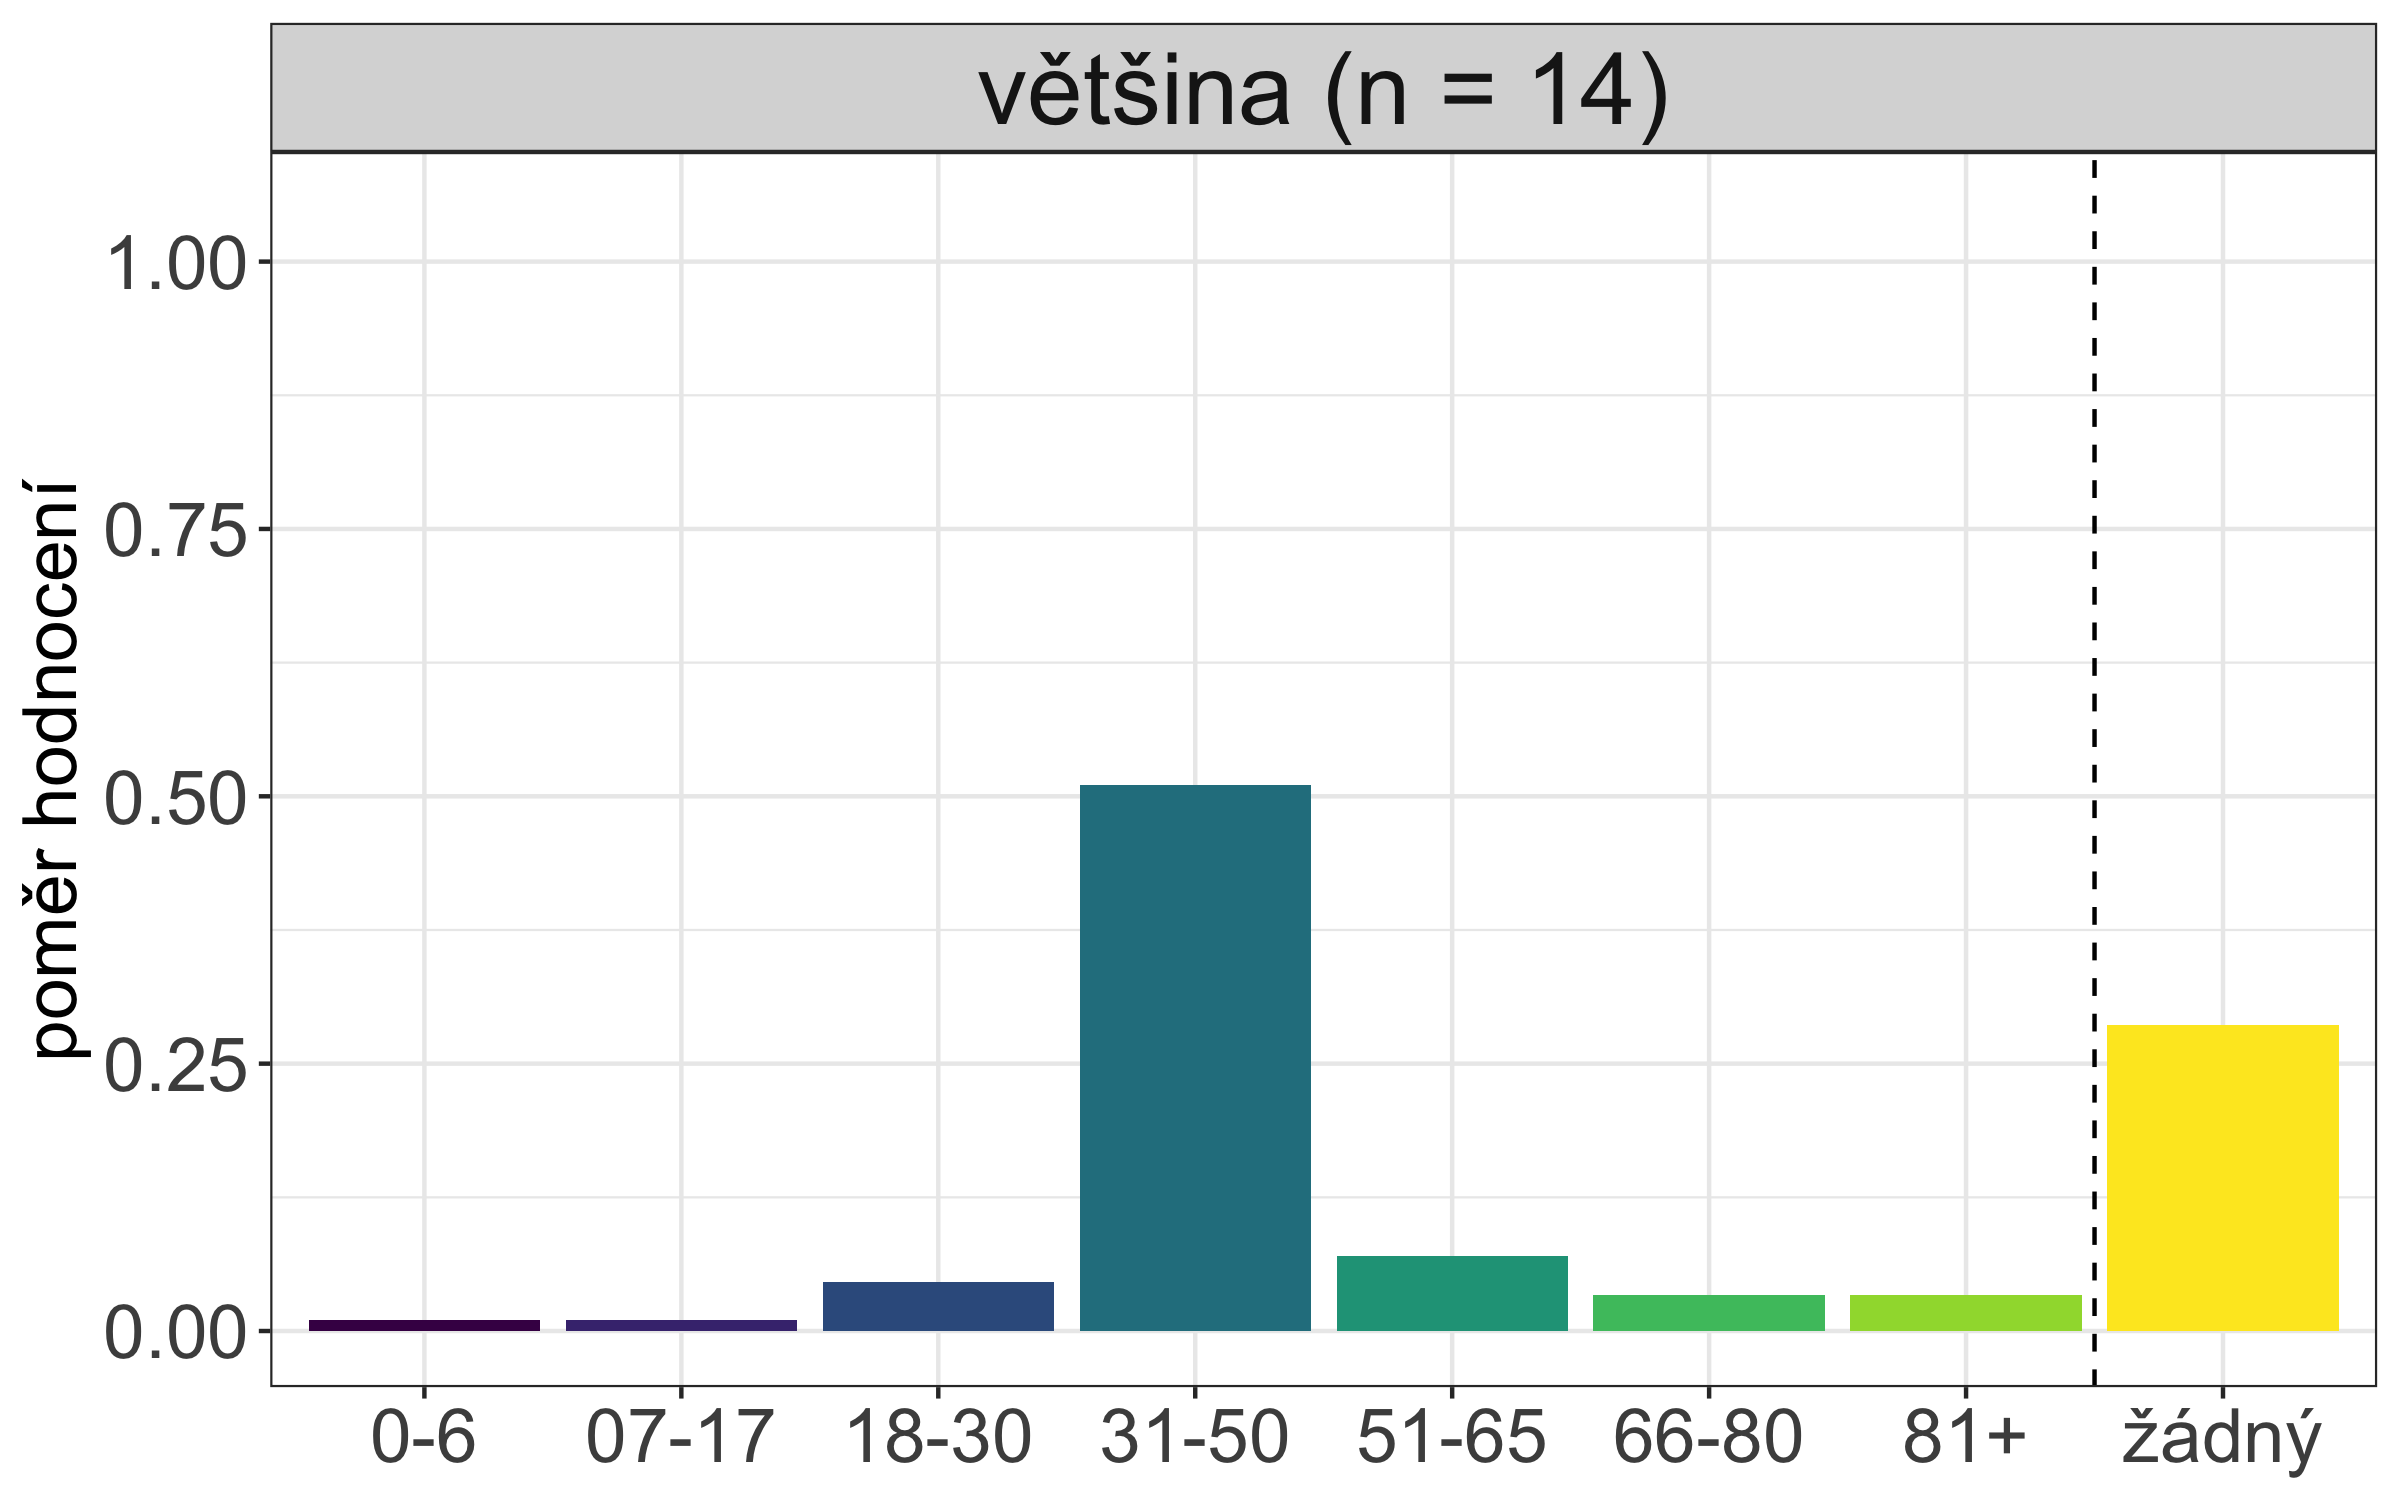 většina (n = 14)
poměr hodnocení
1.00
0.75
0.50
0.25
0.00
0-6 07-17 18-30 31-50 51-65 66-80 81+ žádný